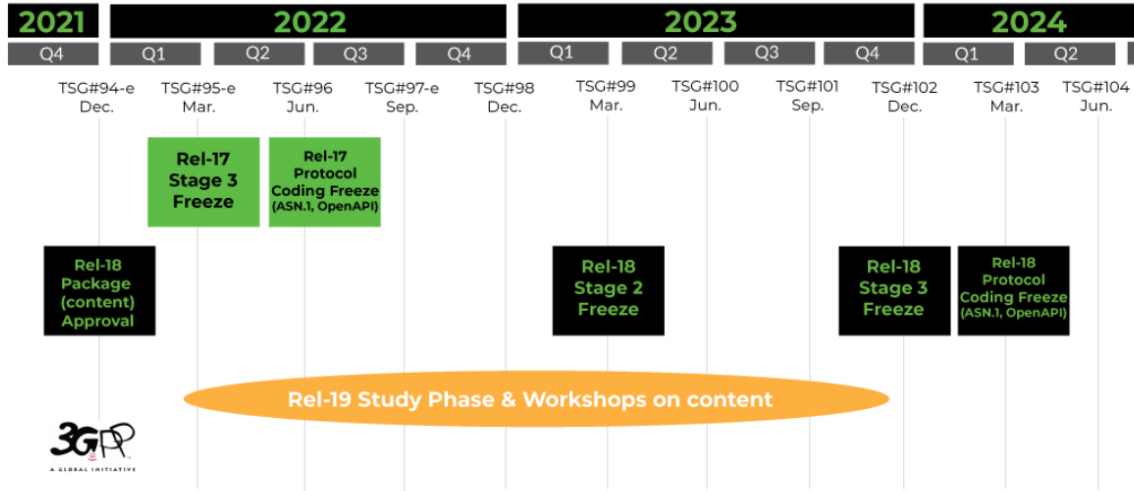 2021 2022 2023 2024
Q4 Q1 Q2 Q3 Q4 Q1 Q2 Q3 Q4 Q1 Q2
TSG#94-e TSG#95-e TSG#96 TSG#97-e TSG#98 TSG#99 TSG#100 TSG#101 TSG#102 TSG#103 TSG#104
Dec. Mar. Jun. Sep. Dec. Mar. Jun. Sep. Dec. Mar. Jun.
Rel-17
Stage 3
Freeze
Rel-17
Protocol
Coding Freeze
(ASN.1, OpenAPI)
Rel-18
Package
(content)
Approval
Rel-18
Stage 2
Freeze
Rel-18
Stage 3
Freeze
Rel-18
Protocol
Coding Freeze
(ASN.1, OpenAPI)
Rel-19 Study Phase & Workshops on content
3GPP
A GLOBAL INITIATIVE